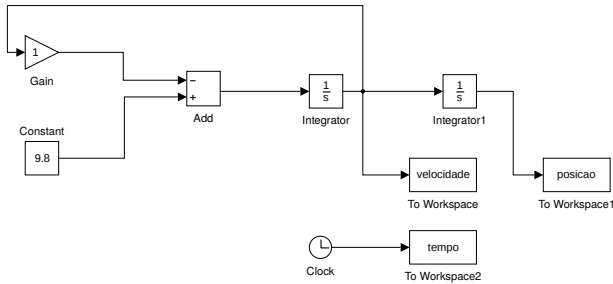 1
Gain
−
+
Add
1
s
Integrator
1
s
Integrator1
Constant
9.8
velocidade
To Workspace
posicao
To Workspace1
Clock
tempo
To Workspace2